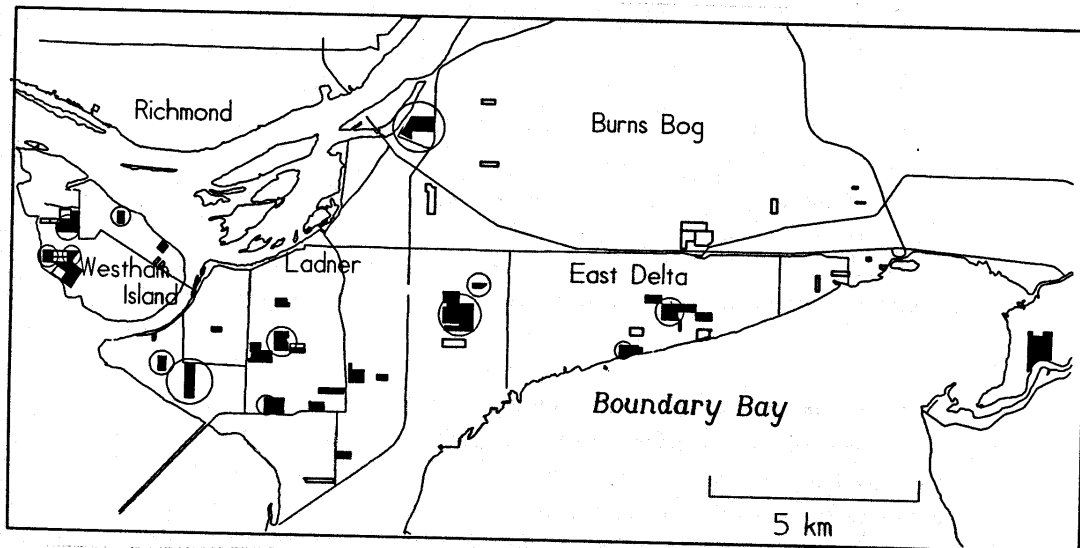 Richmond
Burns Bog
Westham
Island
Ladner
East Delta
Boundary Bay
5 km